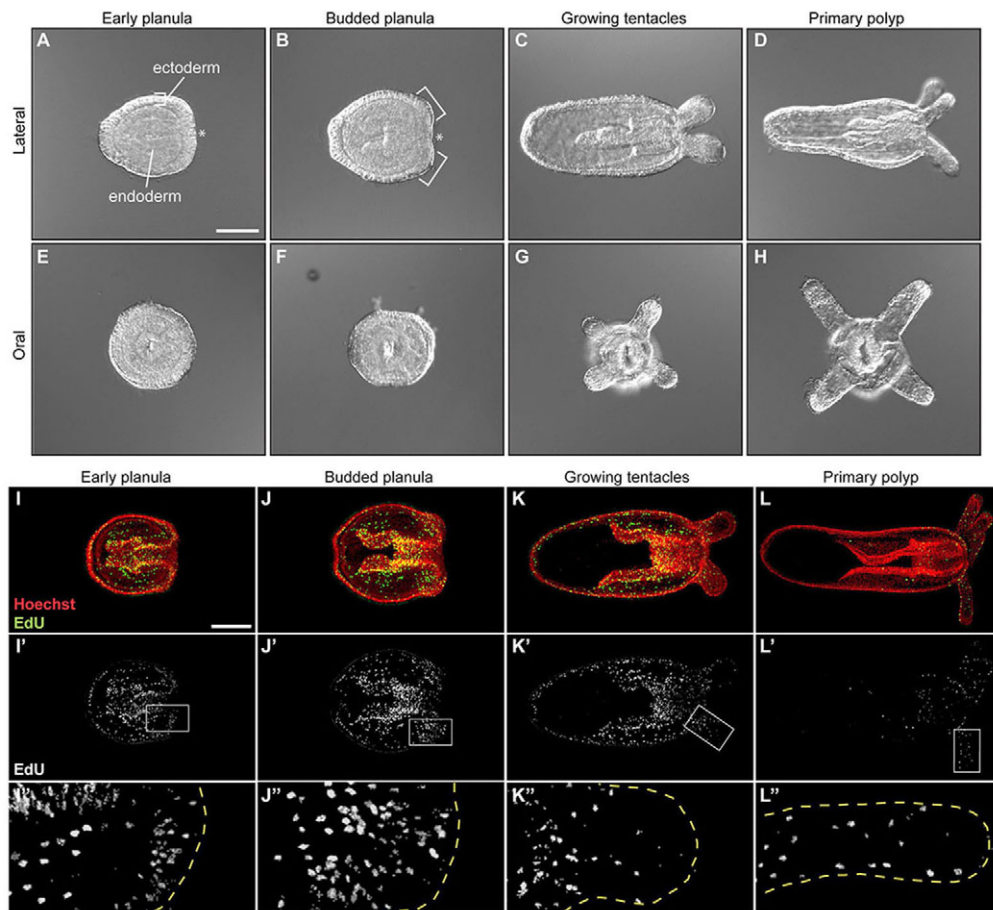 Early planula Budded planula Growing tentacles Primary polyp
Lateral
A B C D
ectoderm
*
*
*
endoderm
Oral
E F G H
Early planula Budded planula Growing tentacles Primary polyp
I J K L
Hoechst
EdU
I' J' K' L'
EdU
I" J" K" L"